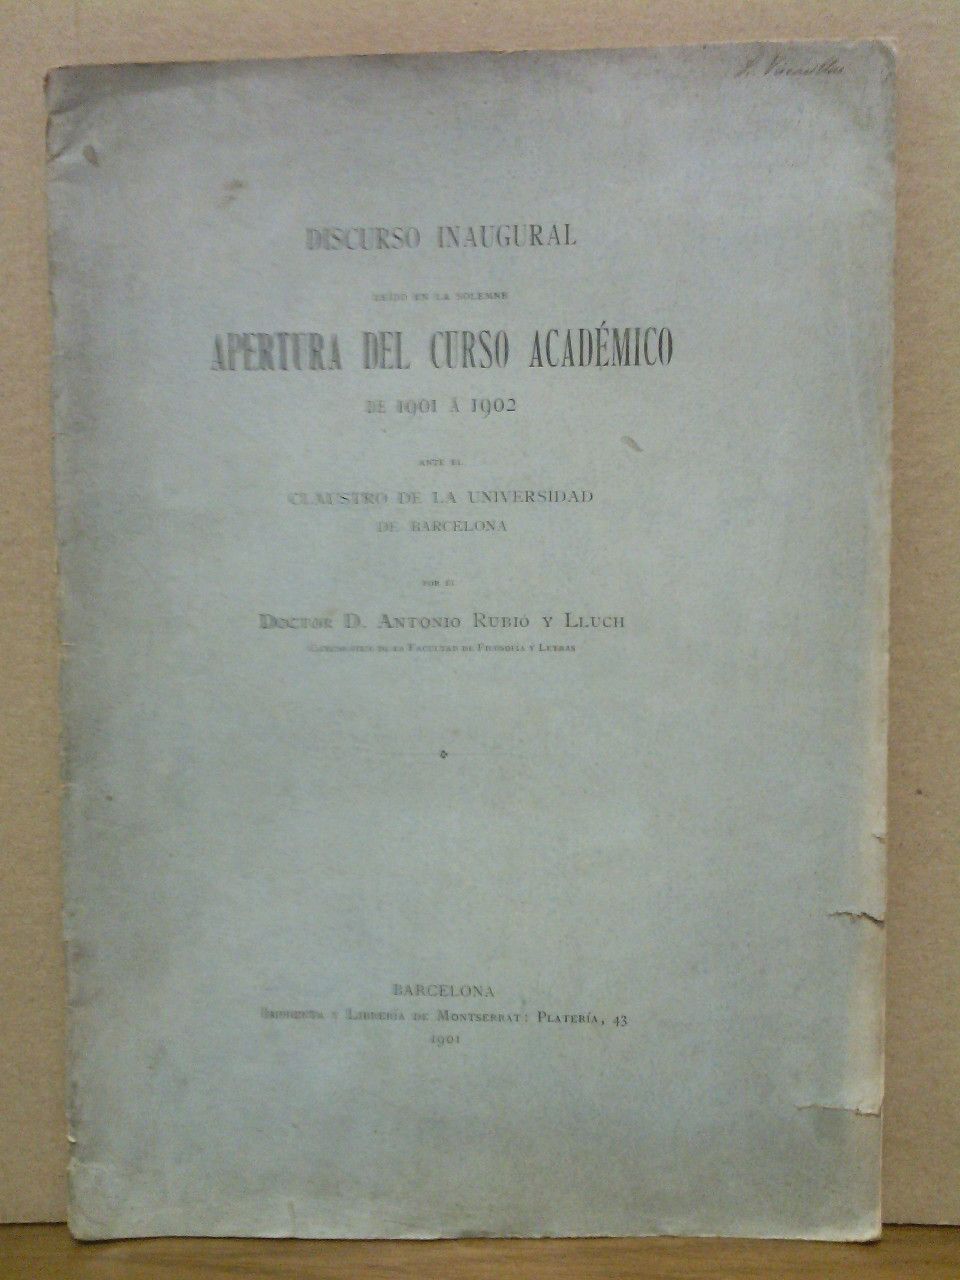 DISCURSO INAUGURAL
LEÍDO EN LA SOLEMNE
APERTURA DEL CURSO ACADÉMICO
DE 1901 Á 1902
ANTE EL
CLAUSTRO DE LA UNIVERSIDAD
DE BARCELONA
POR EL
DOCTOR D. ANTONIO RUBIÓ Y LLUCH
CATEDRÁTICO DE LA FACULTAD DE FILOSOFÍA Y LETRAS
BARCELONA
IMPRENTA Y LIBRERÍA DE MONTSERRAT: PLATERÍA, 43
1901